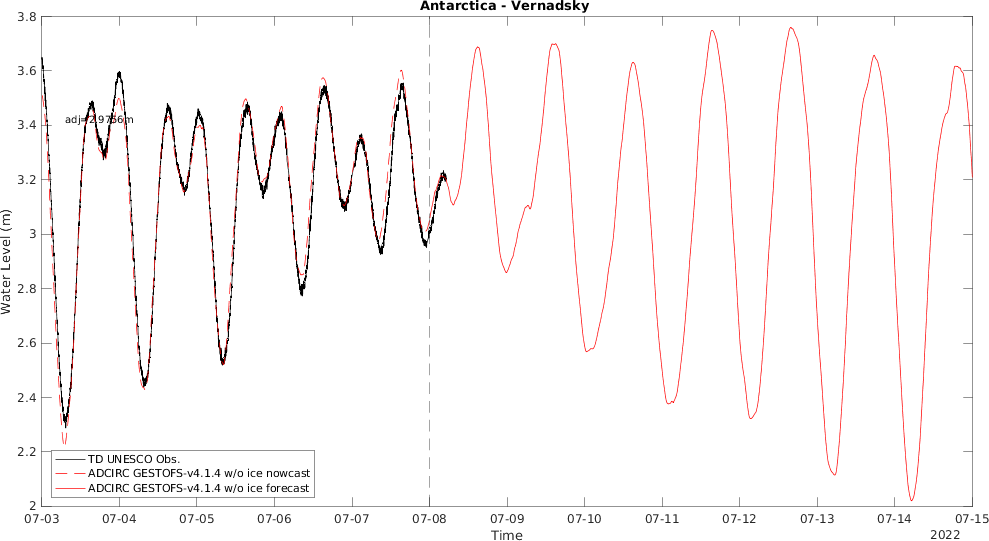 Antarctica - Vernadsky
3.8
3.6
3.4
3.2
3
2.8
2.6
2.4
2.2
2
Water Level (m)
adj=2.9756m
TD UNESCO Obs.
ADCIRC GESTOFS-v4.1.4 w/o ice nowcast
ADCIRC GESTOFS-v4.1.4 w/o ice forecast
07-03 07-04 07-05 07-06 07-07 07-08 07-09 07-10 07-11 07-12 07-13 07-14 07-15
Time
2022